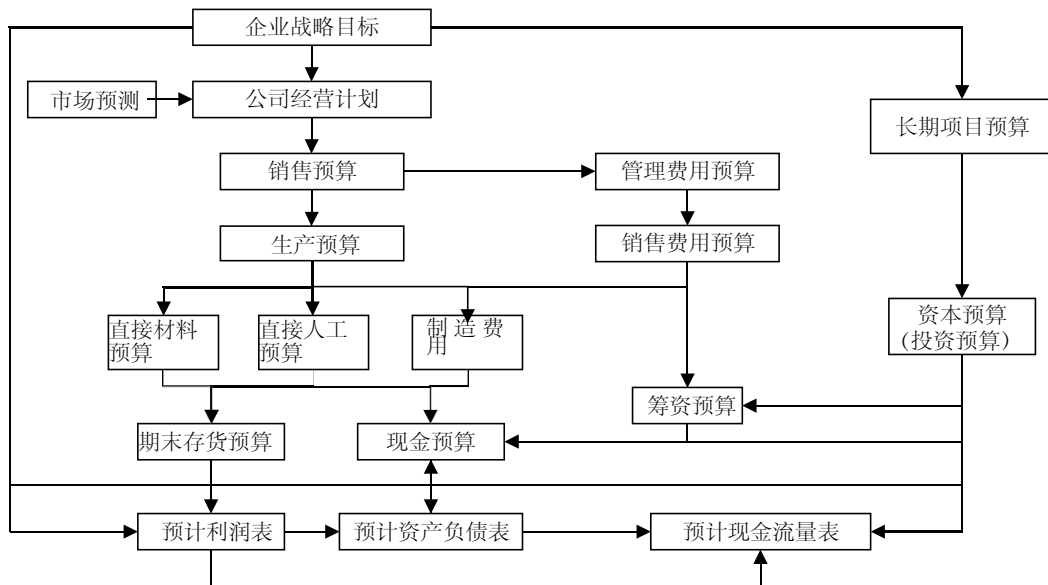 企业战略目标
市场预测
公司经营计划
长期项目预算
销售预算
管理费用预算
生产预算
销售费用预算
直接材料
预算
直接人工
预算
制造费
用
资本预算
(投资预算)
筹资预算
期末存货预算
现金预算
预计利润表
预计资产负债表
预计现金流量表